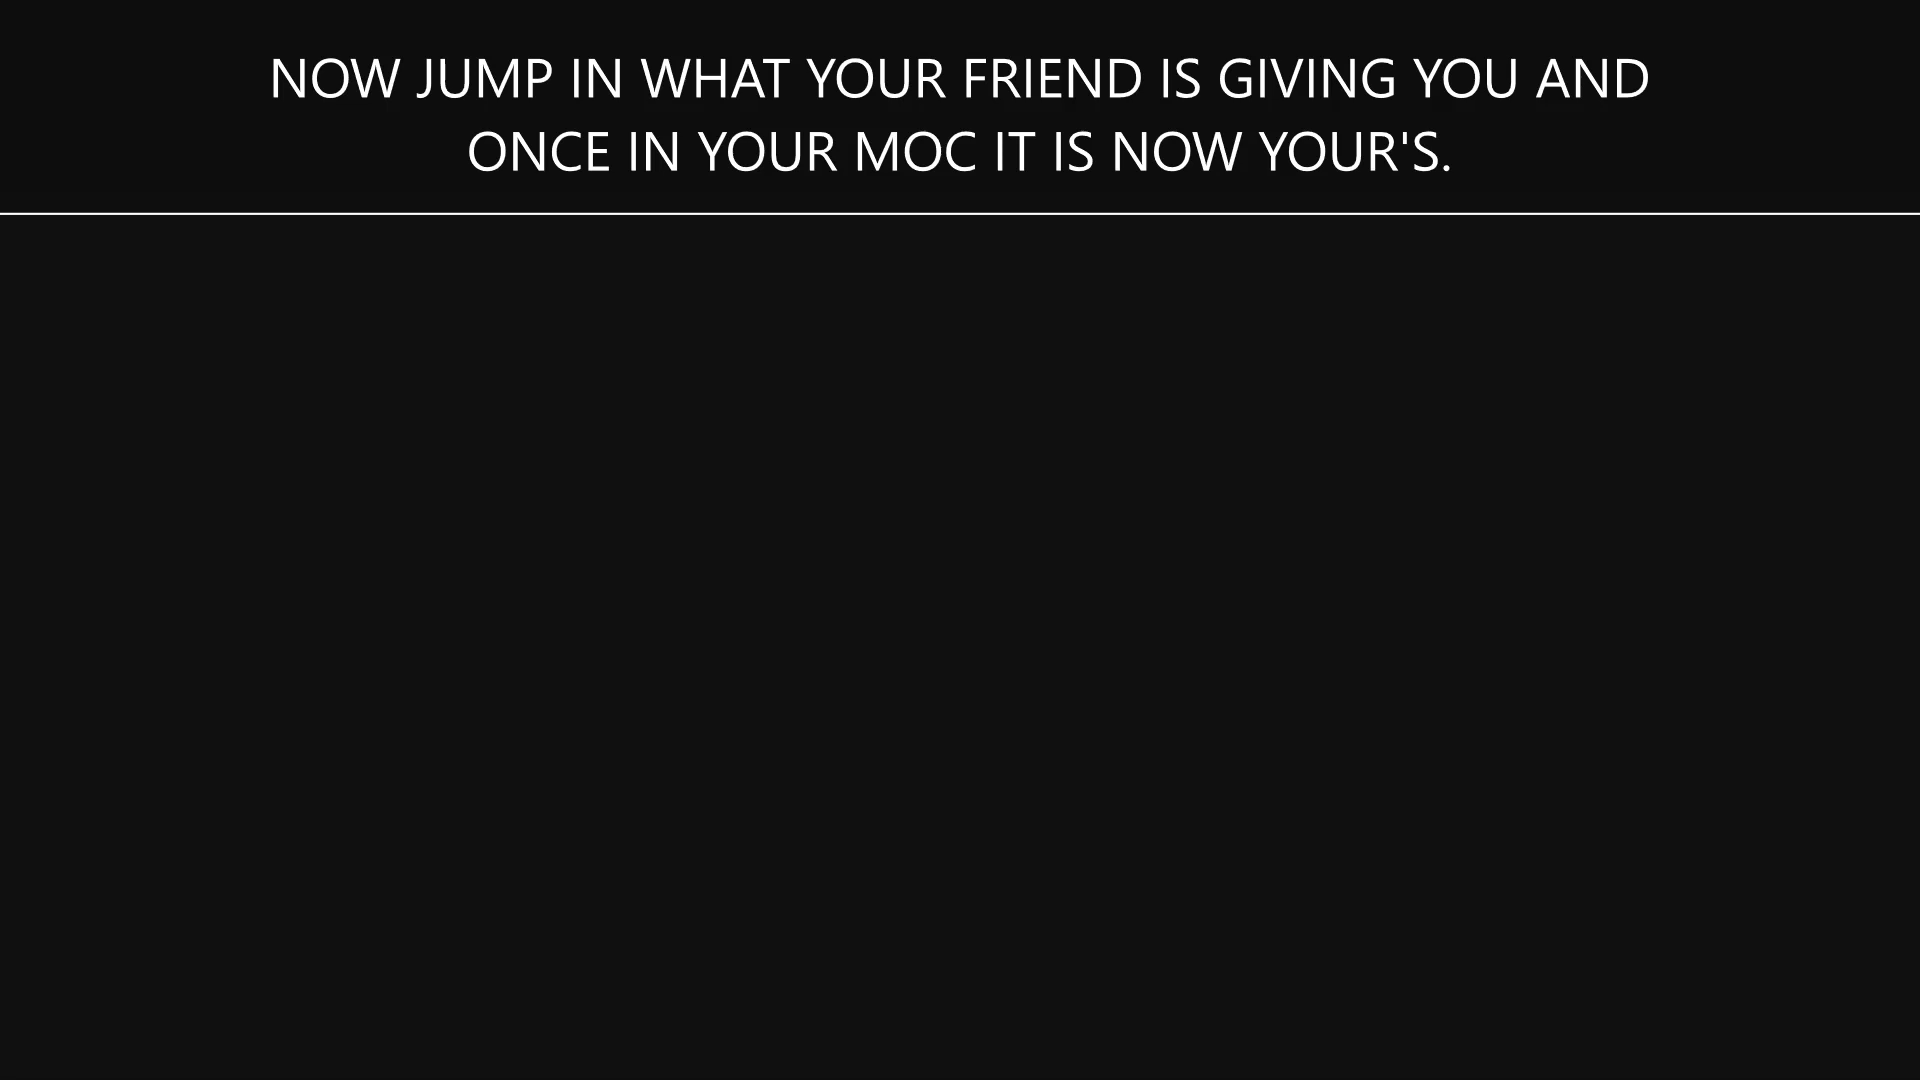 NOW JUMP IN WHAT YOUR FRIEND IS GIVING YOU AND
ONCE IN YOUR MOC IT IS NOW YOUR'S.